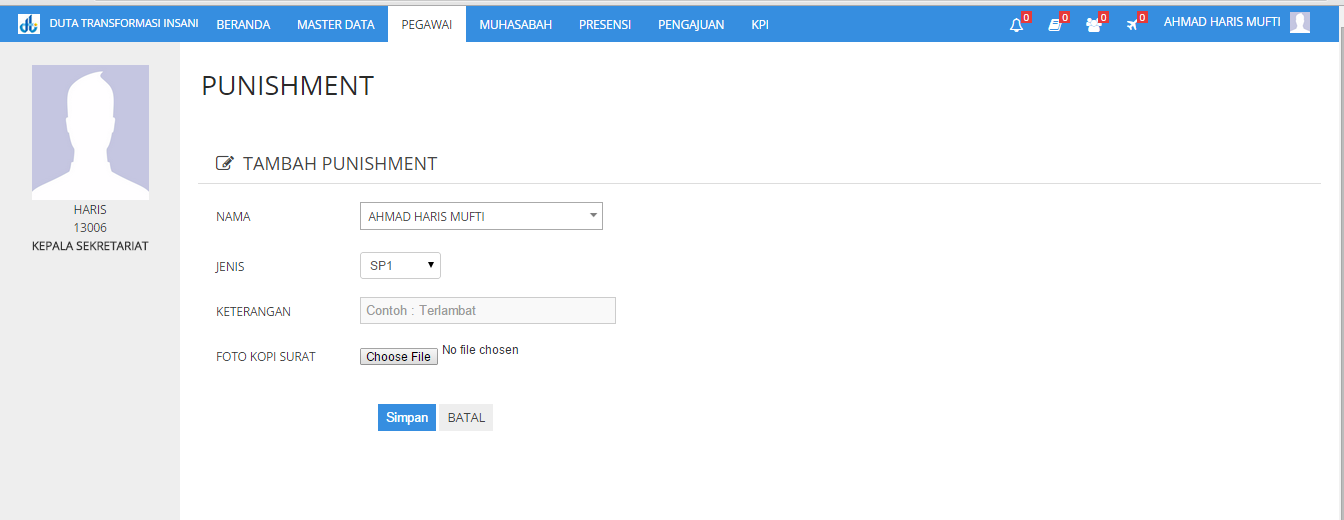 DUTA TRANSFORMASI INSANI BERANDA MASTER DATA PEGAWAI MUHASABAH PRESENSI PENGAJUAN KPI 0 0 0 0 AHMAD HARIS MUFTI
HARIS
13006
KEPALA SEKRETARIAT
PUNISHMENT
TAMBAH PUNISHMENT
NAMA AHMAD HARIS MUFTI
JENIS SP1
KETERANGAN Contoh : Terlambat
FOTO KOPI SURAT Choose File No file chosen
Simpan BATAL